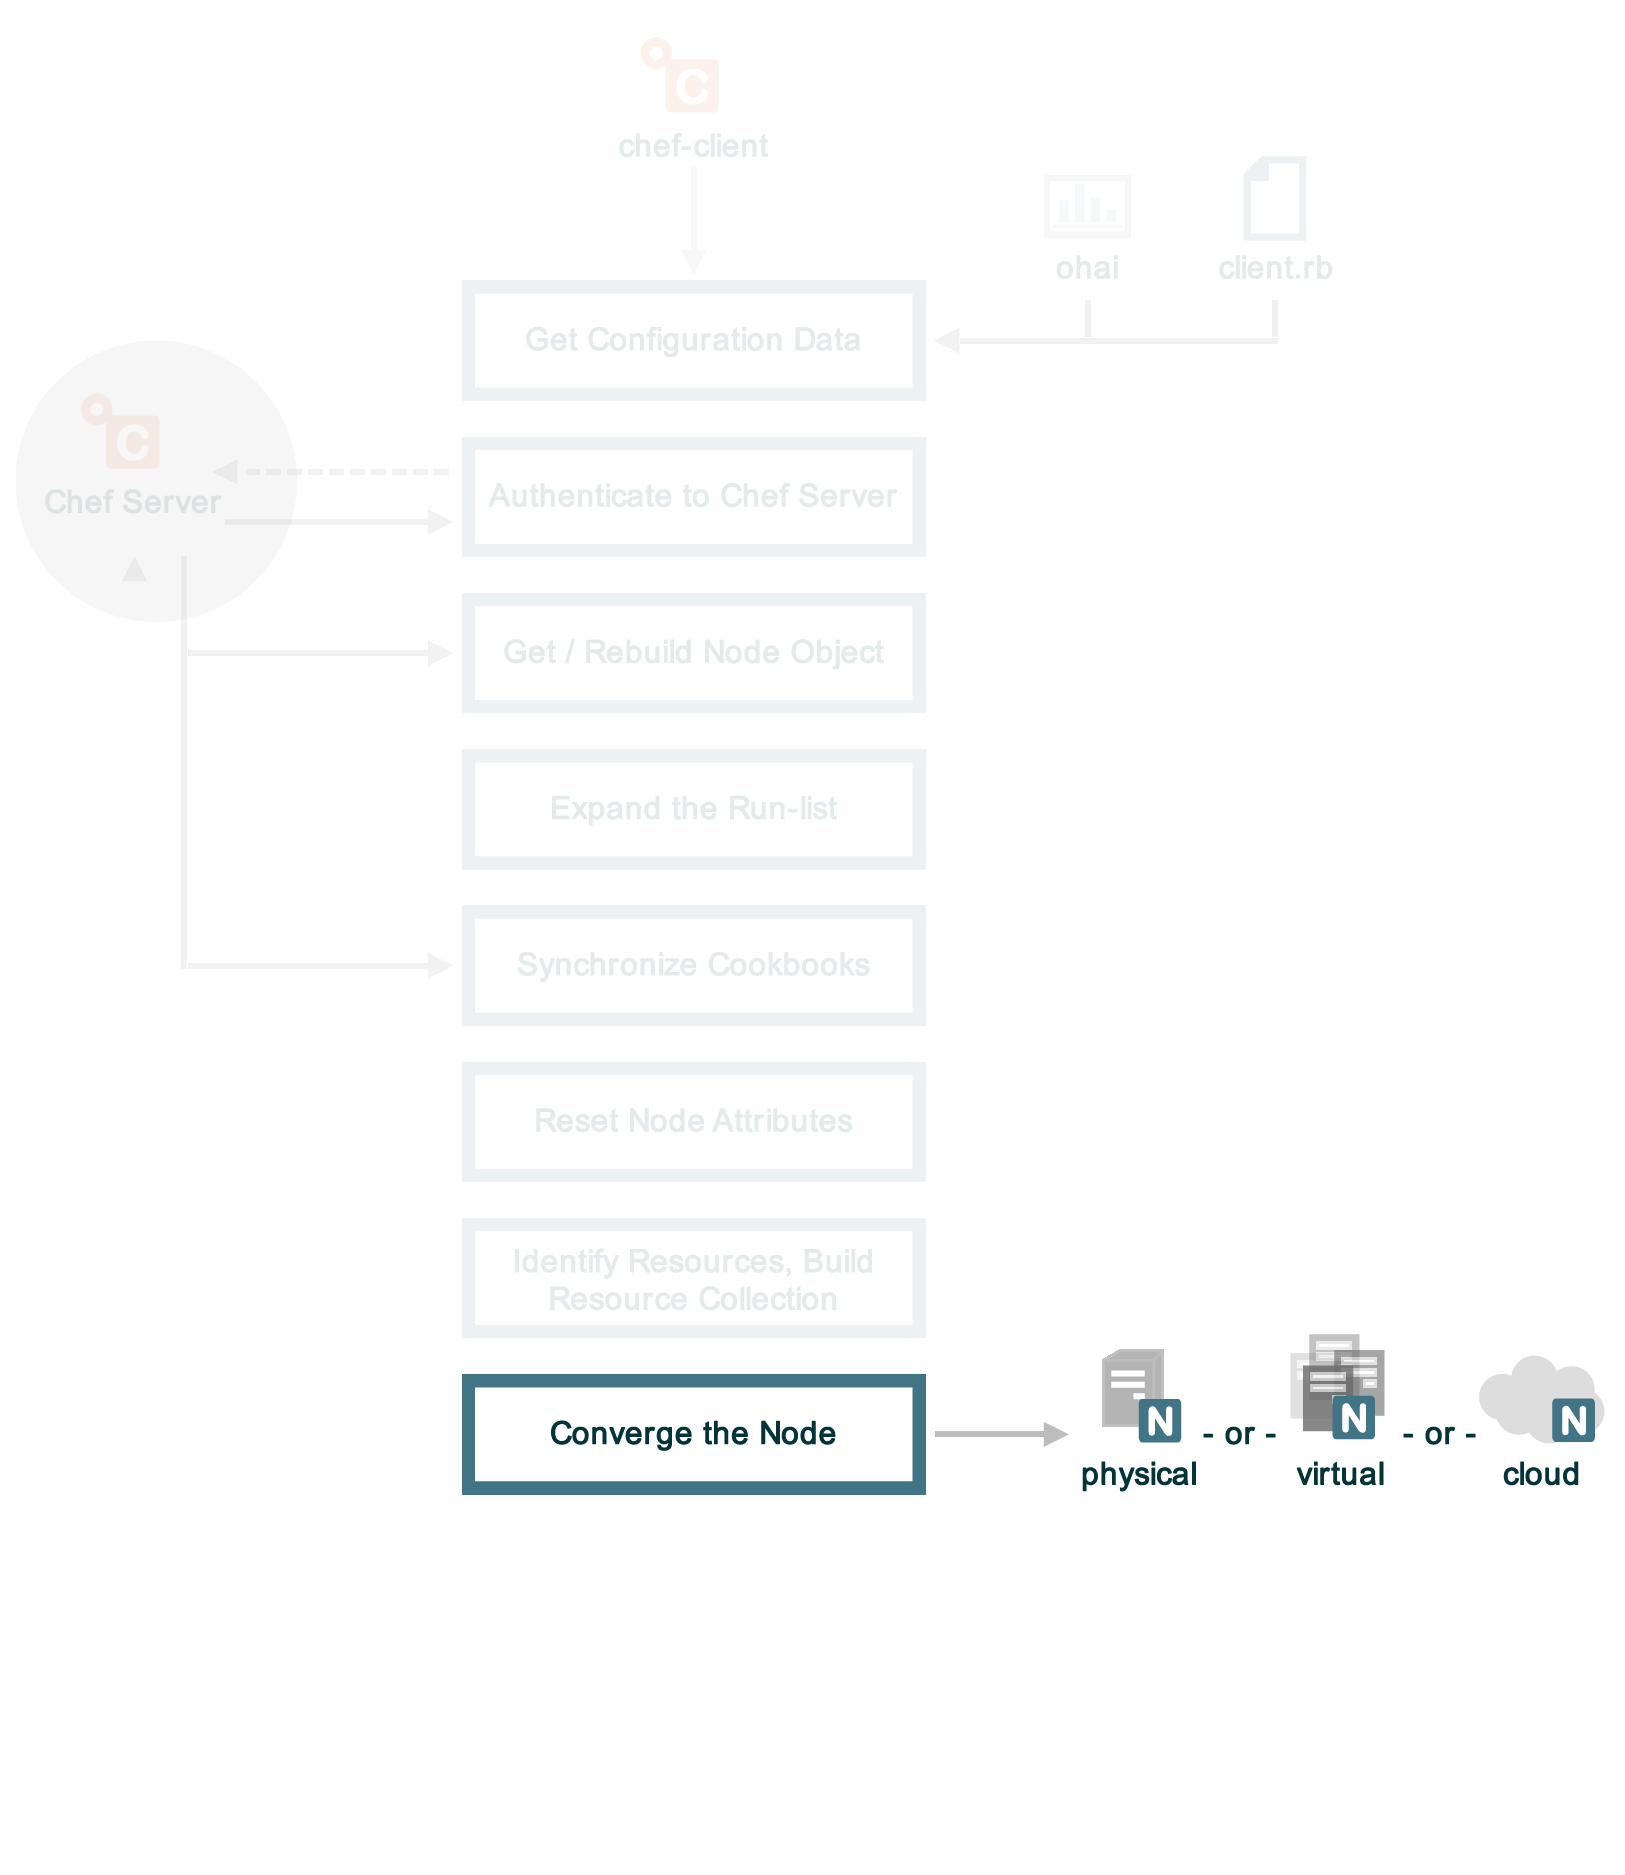 C
chef-client
ohai
client.rb
Get Configuration Data
C
Chef Server
Authenticate to Chef Server
Get / Rebuild Node Object
Expand the Run-list
Synchronize Cookbooks
Reset Node Attributes
Identify Resources, Build
Resource Collection
Converge the Node
N
- or -
N
- or -
N
physical
virtual
cloud